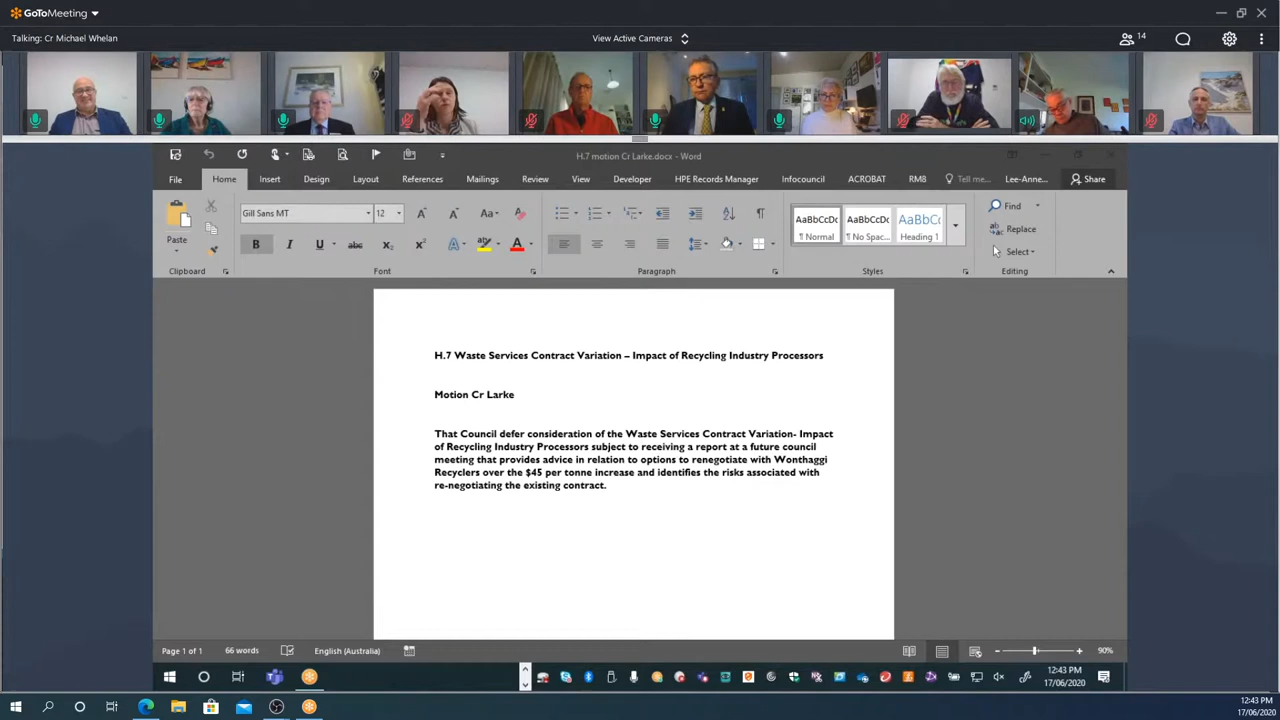 GoToMeeting
Talking: Cr Michael Whelan
View Active Cameras
14
H.7 motion Cr Larke.docx - Word
File Home Insert Design Layout References Mailings Review View Developer HPE Records Manager Infocouncil ACROBAT RM8 Tell me... Lee-Anne... Share
Gill Sans MT 12 Aa
AaBbCcDc AaBbCcDc AaBbCc
¶ Normal ¶ No Spac... Heading 1
Find
Replace
Select
Paste
B I U abc X₂ X² A A
Clipboard Font Paragraph Styles Editing
H.7 Waste Services Contract Variation – Impact of Recycling Industry Processors
Motion Cr Larke
That Council defer consideration of the Waste Services Contract Variation- Impact
of Recycling Industry Processors subject to receiving a report at a future council
meeting that provides advice in relation to options to renegotiate with Wonthaggi
Recyclers over the $45 per tonne increase and identifies the risks associated with
re-negotiating the existing contract.
Page 1 of 1 66 words English (Australia) 90%
12:43 PM
17/06/2020
12:43 PM
17/06/2020